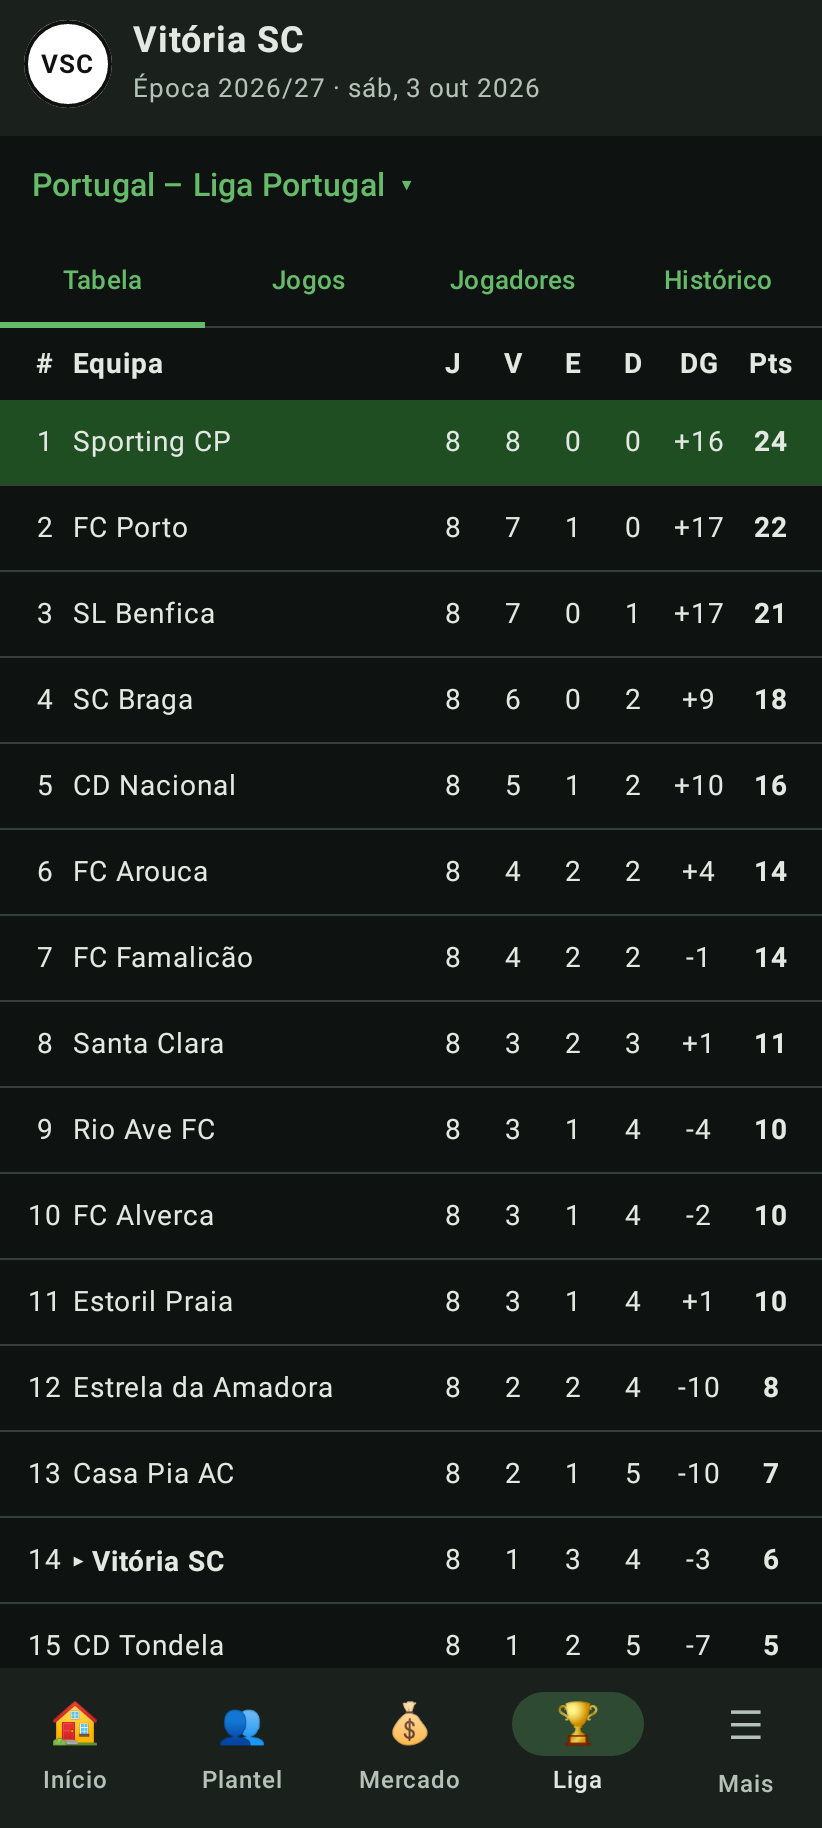 VSC
Vitória SC
Época 2026/27 · sáb, 3 out 2026
Portugal – Liga Portugal ▾
Tabela Jogos Jogadores Histórico
# Equipa J V E D DG Pts
1 Sporting CP 8 8 0 0 +16 24
2 FC Porto 8 7 1 0 +17 22
3 SL Benfica 8 7 0 1 +17 21
4 SC Braga 8 6 0 2 +9 18
5 CD Nacional 8 5 1 2 +10 16
6 FC Arouca 8 4 2 2 +4 14
7 FC Famalicão 8 4 2 2 -1 14
8 Santa Clara 8 3 2 3 +1 11
9 Rio Ave FC 8 3 1 4 -4 10
10 FC Alverca 8 3 1 4 -2 10
11 Estoril Praia 8 3 1 4 +1 10
12 Estrela da Amadora 8 2 2 4 -10 8
13 Casa Pia AC 8 2 1 5 -10 7
14 ▸ Vitória SC 8 1 3 4 -3 6
15 CD Tondela 8 1 2 5 -7 5
Início Plantel Mercado Liga Mais